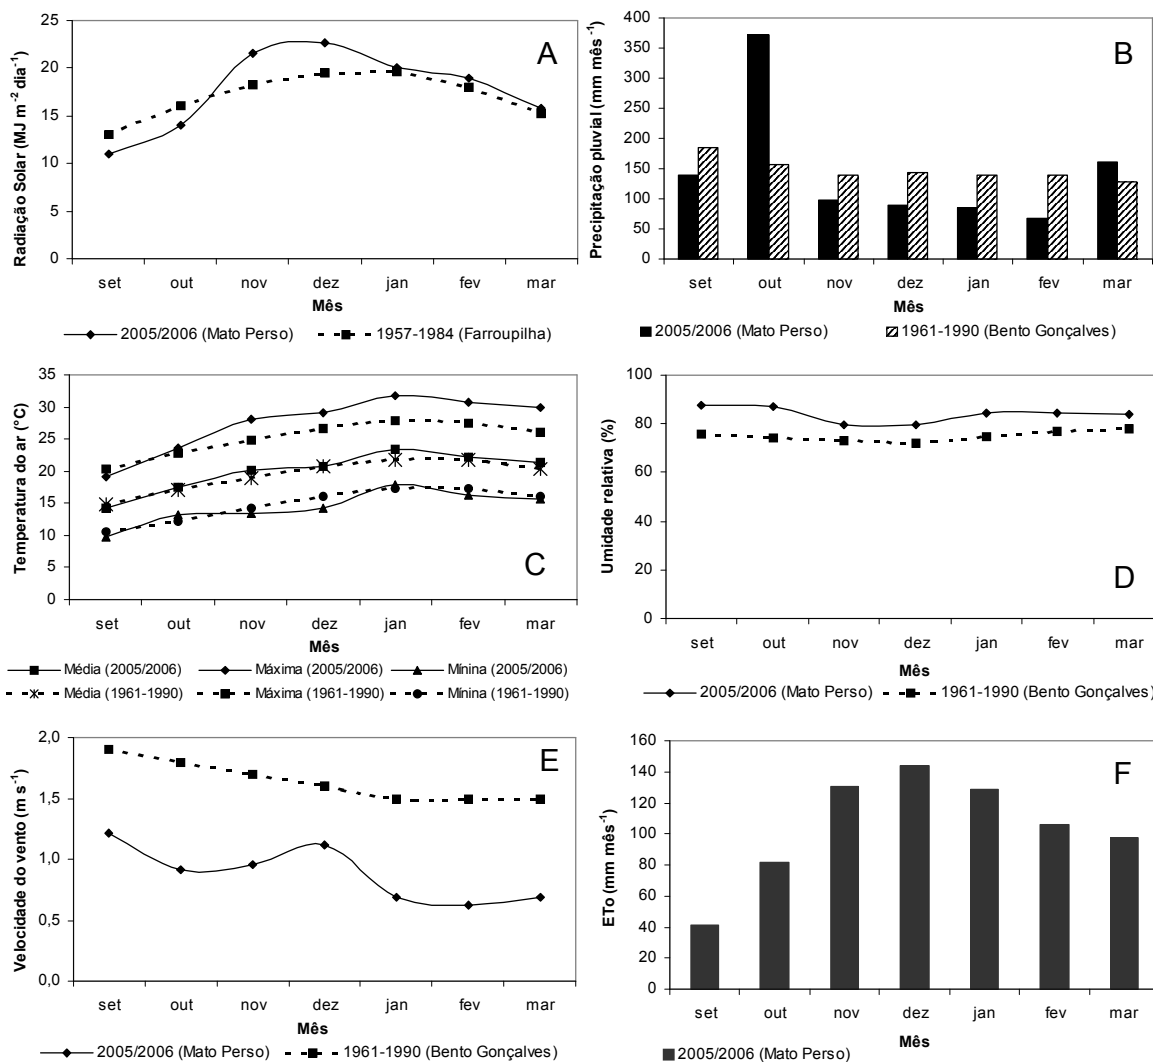 A
Radiação Solar (MJ m⁻² dia⁻¹)
25
20
15
10
5
0
set out nov dez jan fev mar
Mês
2005/2006 (Mato Perso) 1957-1984 (Farroupilha)
B
Precipitação pluvial (mm mês⁻¹)
400
350
300
250
200
150
100
50
0
set out nov dez jan fev mar
Mês
2005/2006 (Mato Perso) 1961-1990 (Bento Gonçalves)
C
Temperatura do ar (°C)
35
30
25
20
15
10
5
0
set out nov dez jan fev mar
Mês
Média (2005/2006) Máxima (2005/2006) Mínina (2005/2006)
Média (1961-1990) Máxima (1961-1990) Mínina (1961-1990)
D
Umidade relativa (%)
100
80
60
40
20
0
set out nov dez jan fev mar
Mês
2005/2006 (Mato Perso) 1961-1990 (Bento Gonçalves)
E
Velocidade do vento (m s⁻¹)
2,0
1,5
1,0
0,5
0,0
set out nov dez jan fev mar
Mês
2005/2006 (Mato Perso) 1961-1990 (Bento Gonçalves)
F
ETo (mm mês⁻¹)
160
140
120
100
80
60
40
20
0
set out nov dez jan fev mar
Mês
2005/2006 (Mato Perso)